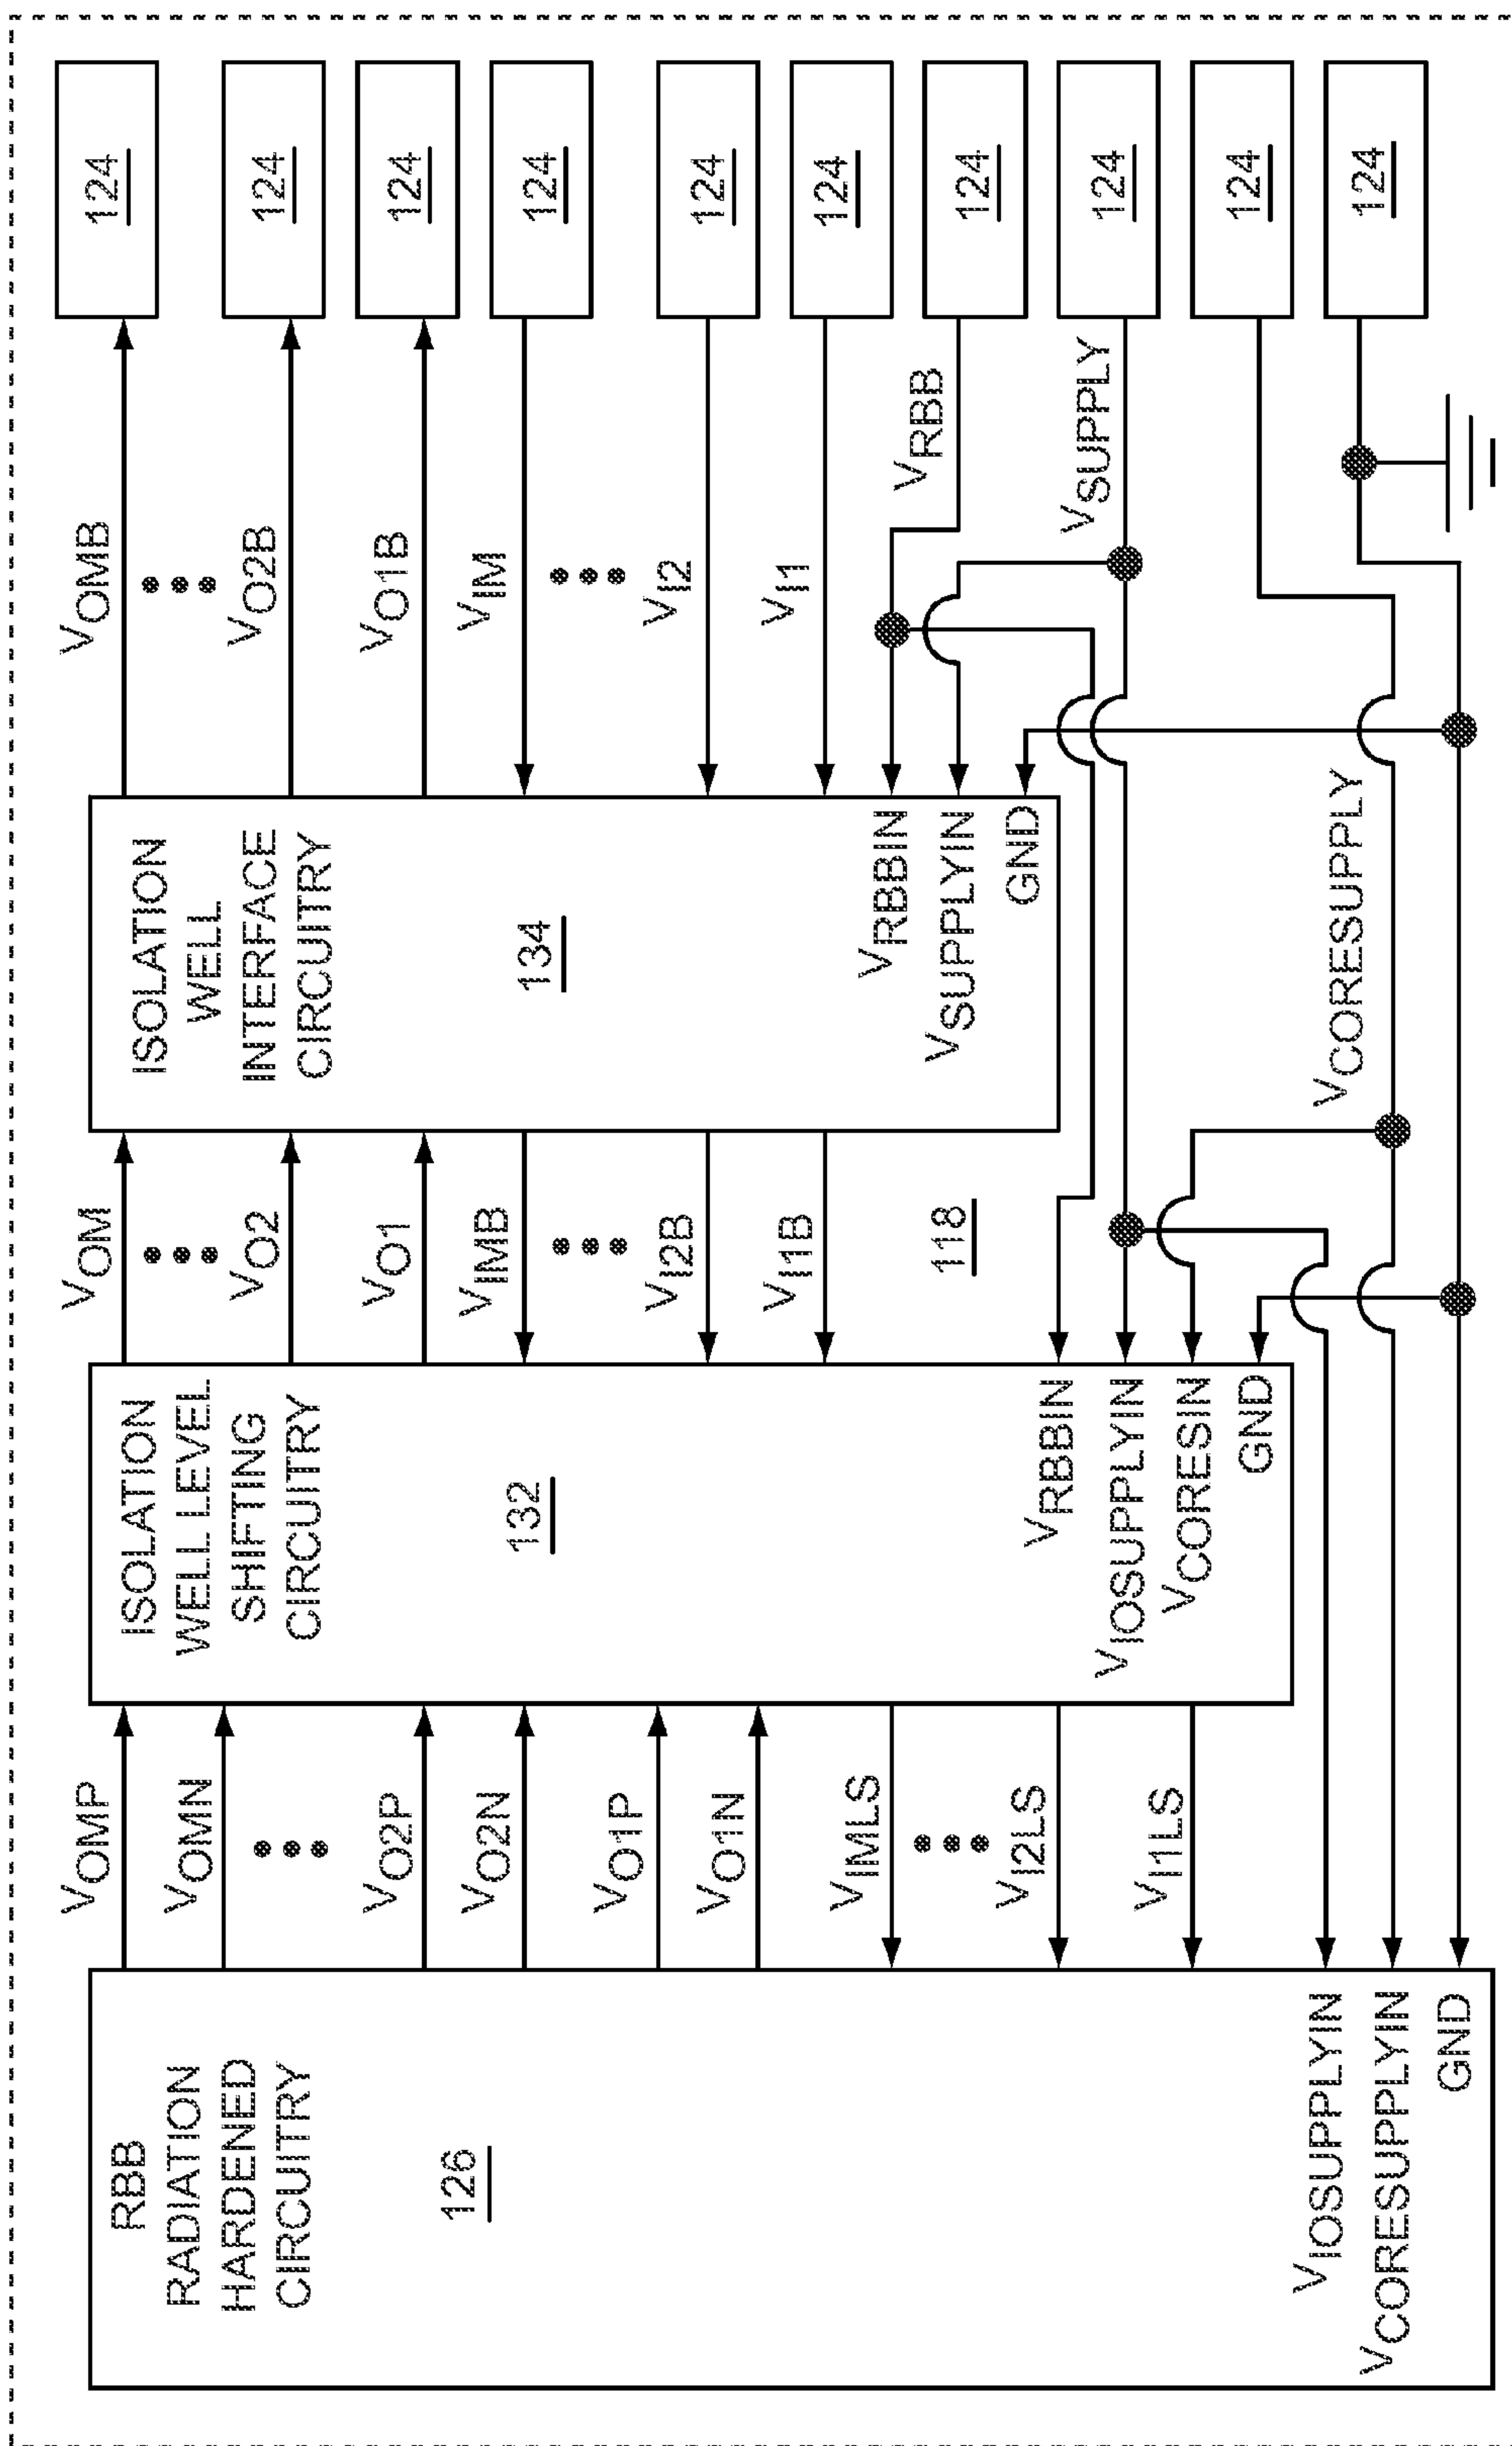 RBB
RADIATION
HARDENED
CIRCUITRY
126
VIOSUPPLYIN
VCORESUPPLYIN
GND
VOMP
VOMN
VO2P
VO2N
VO1P
VO1N
VIMLS
VI2LS
VI1LS
ISOLATION
WELL LEVEL
SHIFTING
CIRCUITRY
132
VRBBIN
VIOSUPPLYIN
VCORESIN
GND
VOM
VO2
VO1
VIMB
VI2B
VI1B
118
ISOLATION
WELL
INTERFACE
CIRCUITRY
134
VRBBIN
VSUPPLYIN
GND
VCORESUPPLY
VOMB
VO2B
VO1B
VIM
VI2
VI1
VRBB
VSUPPLY
124
124
124
124
124
124
124
124
124
124